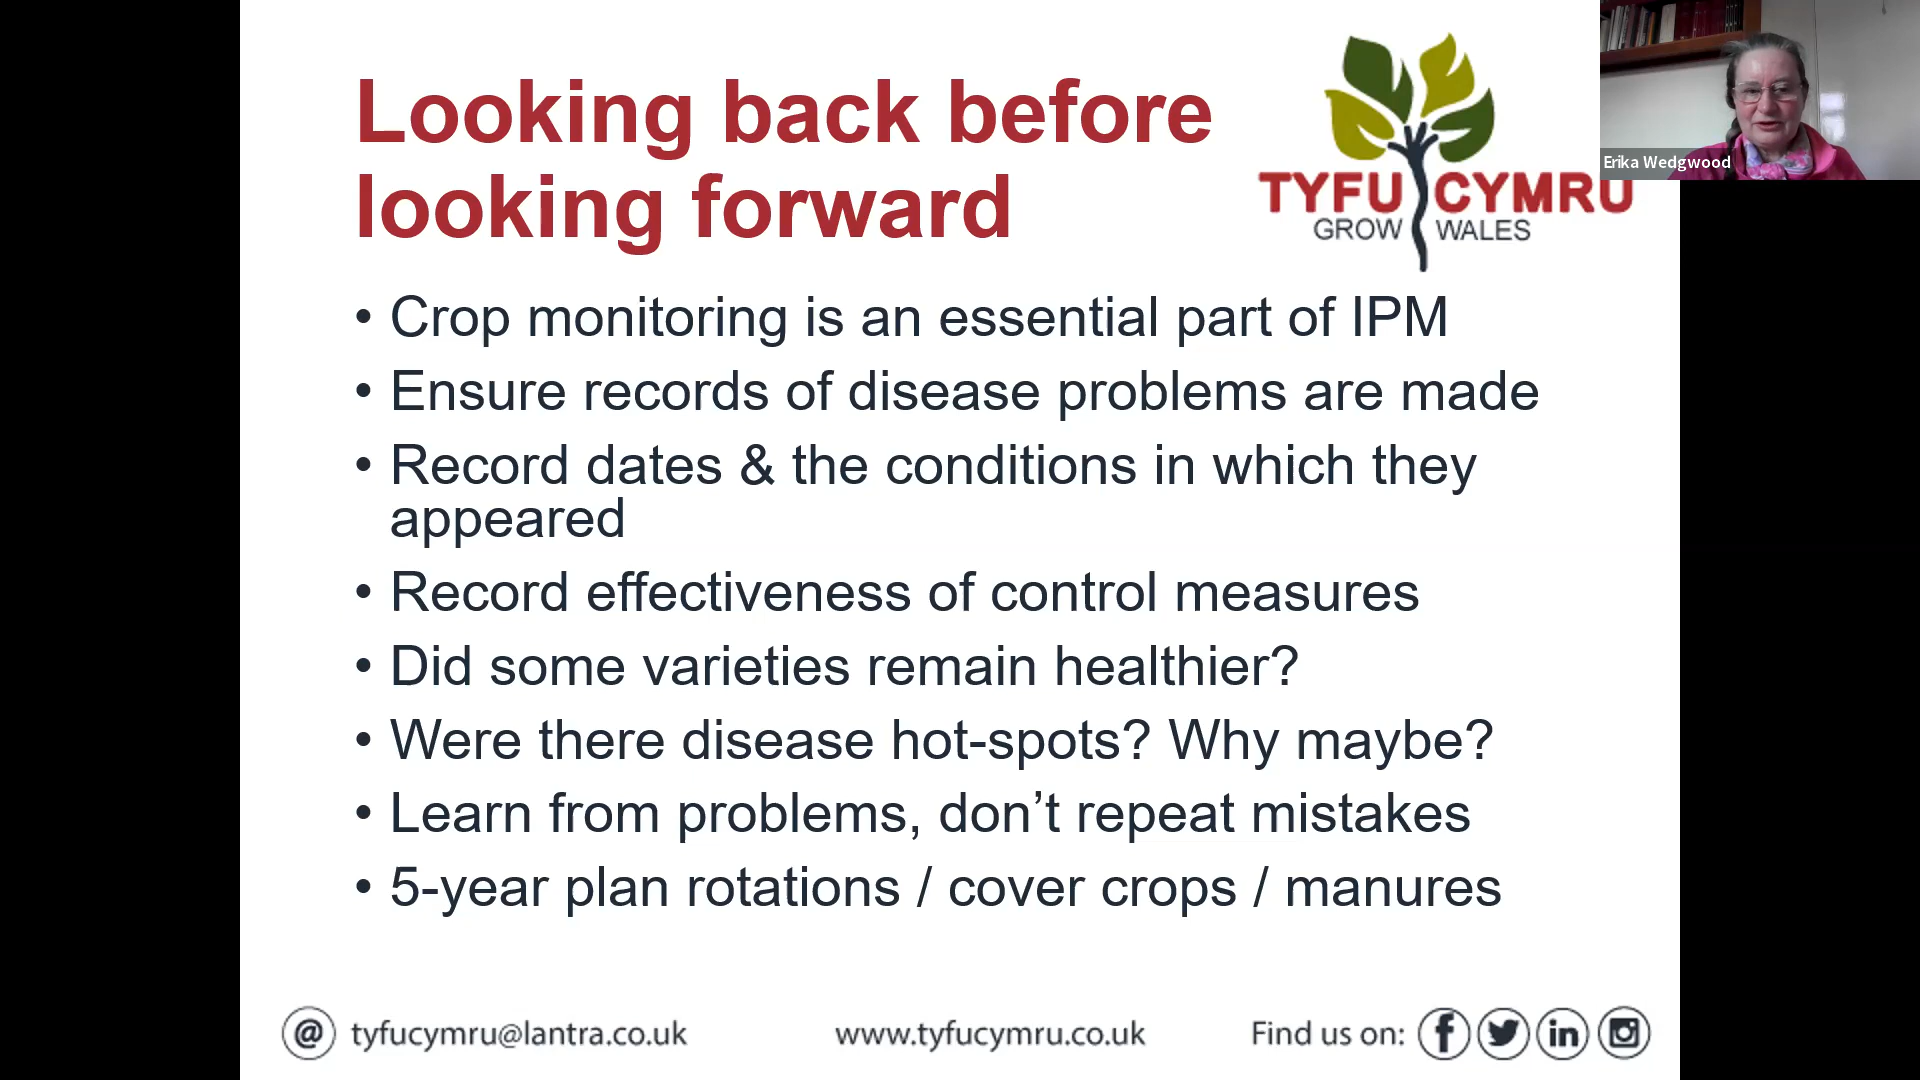 Looking back before
looking forward
TYFU CYMRU
GROW WALES
Erika Wedgwood
• Crop monitoring is an essential part of IPM
• Ensure records of disease problems are made
• Record dates & the conditions in which they
appeared
• Record effectiveness of control measures
• Did some varieties remain healthier?
• Were there disease hot-spots? Why maybe?
• Learn from problems, don’t repeat mistakes
• 5-year plan rotations / cover crops / manures
@ tyfucymru@lantra.co.uk
www.tyfucymru.co.uk
Find us on: f in